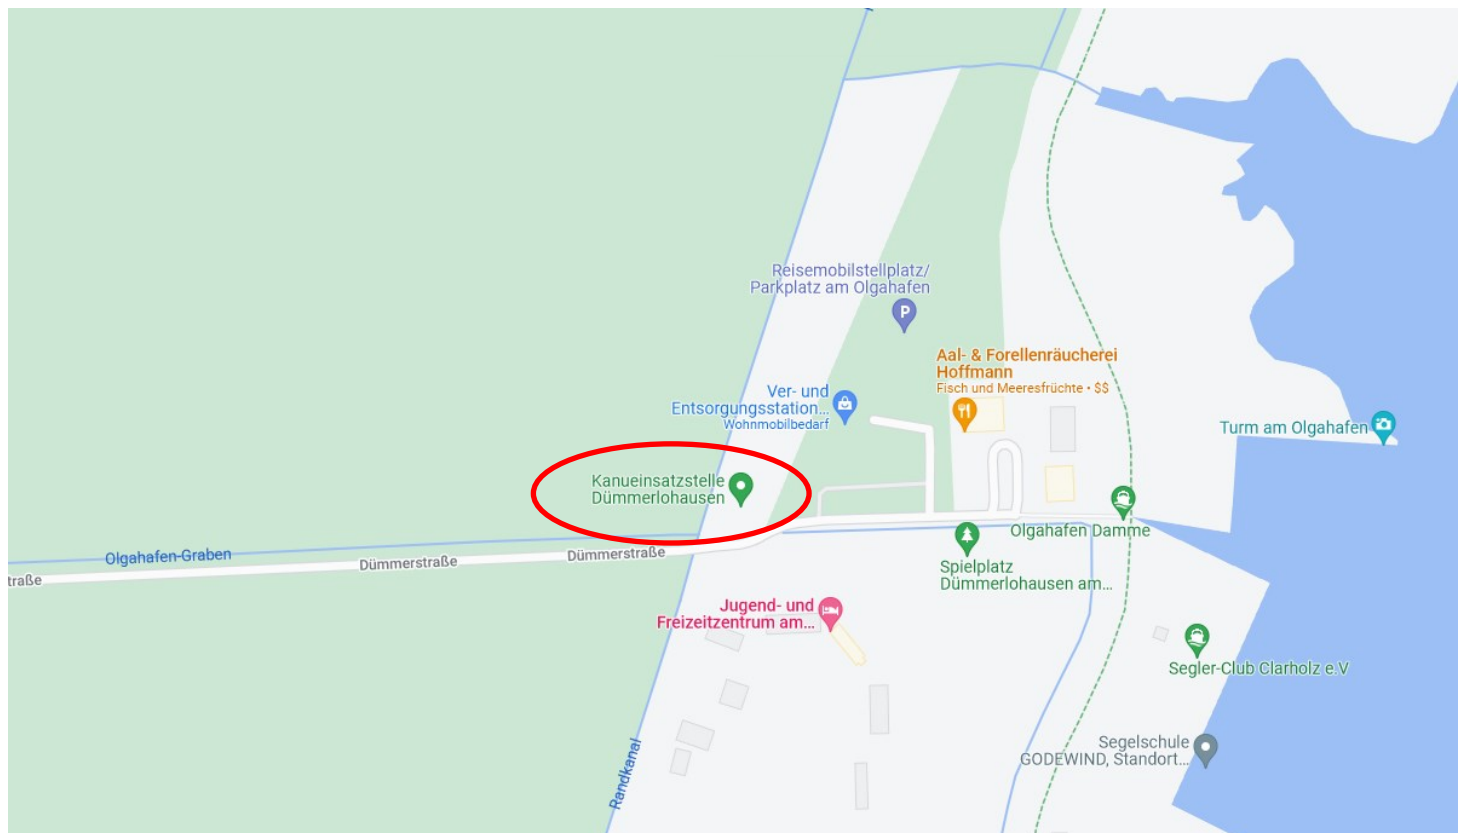 Reisemobilstellplatz/
Parkplatz am Olgahafen
P
Aal- & Forellenräucherei
Hoffmann
Fisch und Meeresfrüchte • $$
Ver- und
Entsorgungsstation...
Wohnmobilbedarf
Turm am Olgahafen
Kanueinsatzstelle
Dümmerlohausen
Olgahafen Damme
Olgahafen-Graben
Dümmerstraße
Dümmerstraße
traße
Spielplatz
Dümmerlohausen am...
Jugend- und
Freizeitzentrum am...
Segler-Club Clarholz e.V
Segelschule
GODEWIND, Standort...
Randkanal